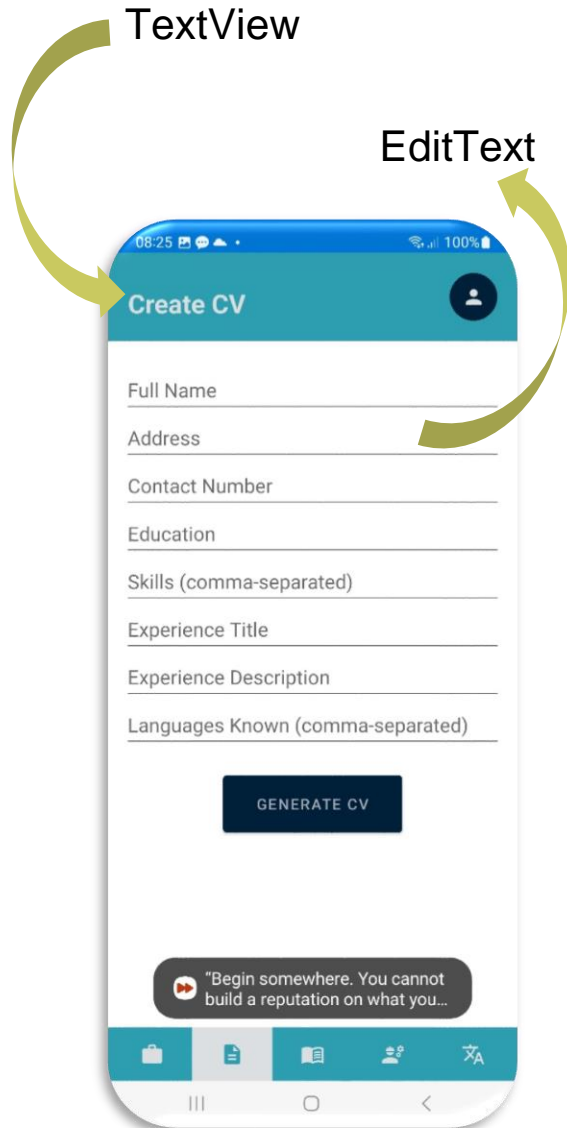 TextView
EditText
08:25 100%
Create CV
Full Name
Address
Contact Number
Education
Skills (comma-separated)
Experience Title
Experience Description
Languages Known (comma-separated)
GENERATE CV
“Begin somewhere. You cannot
build a reputation on what you...